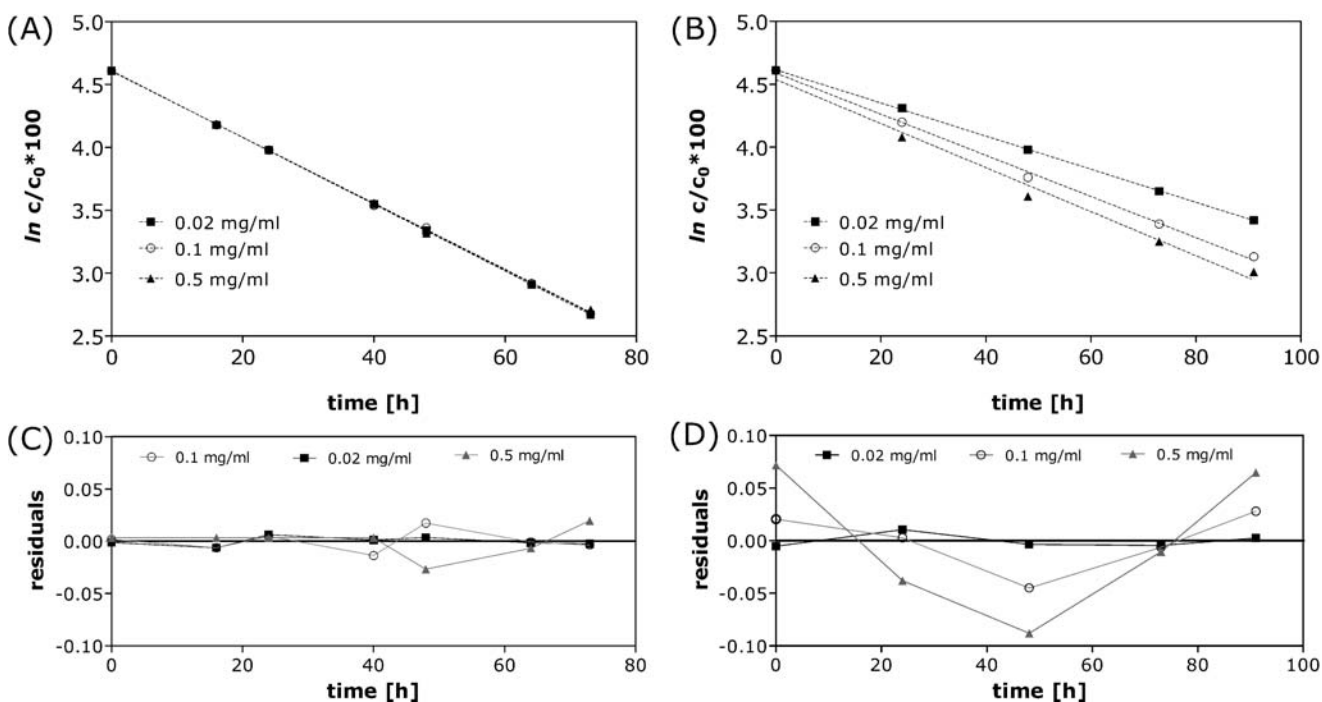 (A)
ln c/c0*100
5.0
4.5
4.0
3.5
3.0
2.5
0.02 mg/ml
0.1 mg/ml
0.5 mg/ml
0 20 40 60 80
time [h]
(B)
ln c/c0*100
5.0
4.5
4.0
3.5
3.0
2.5
0.02 mg/ml
0.1 mg/ml
0.5 mg/ml
0 20 40 60 80 100
time [h]
(C)
residuals
0.10
0.05
0.00
-0.05
-0.10
0.1 mg/ml 0.02 mg/ml 0.5 mg/ml
0 20 40 60 80
time [h]
(D)
residuals
0.10
0.05
0.00
-0.05
-0.10
0.02 mg/ml 0.1 mg/ml 0.5 mg/ml
0 20 40 60 80 100
time [h]